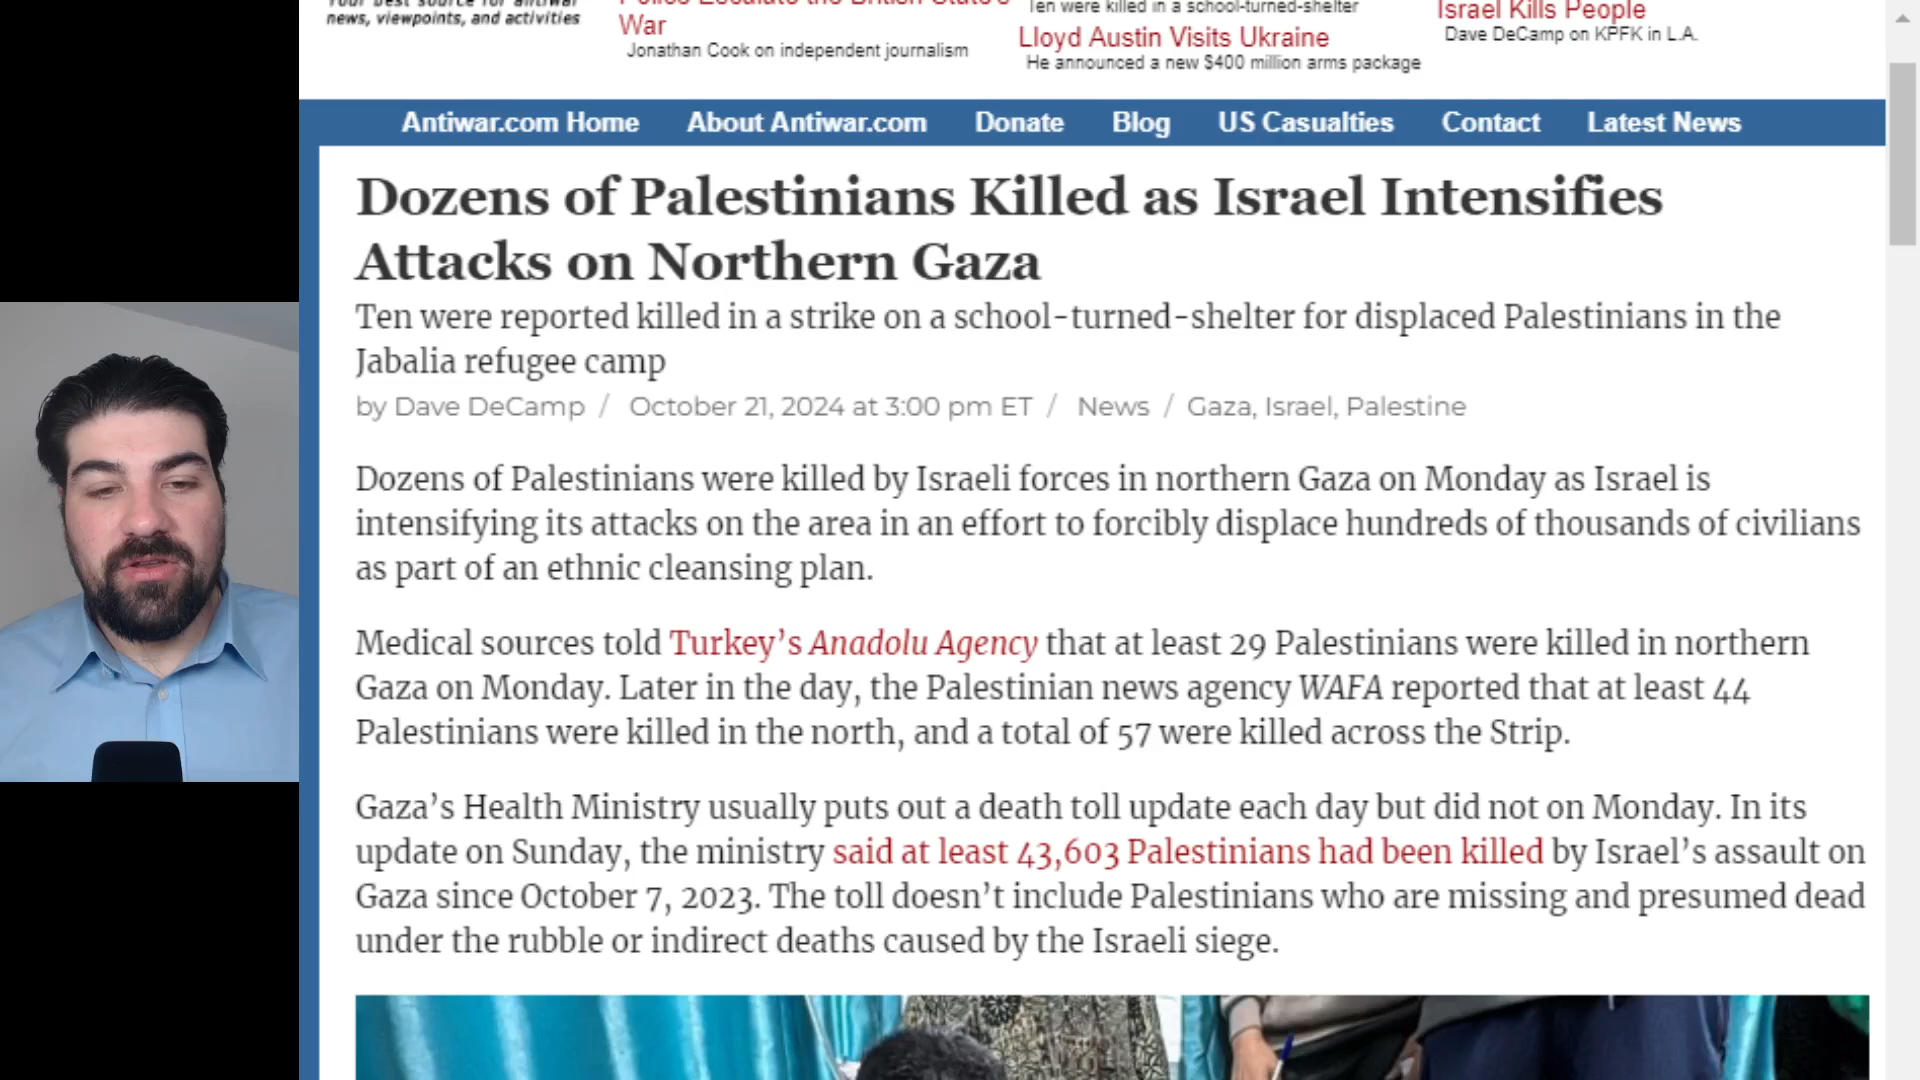 Your best source for antiwar
news, viewpoints, and activities
Police Escalate the British State's
War
Jonathan Cook on independent journalism
Ten were killed in a school-turned-shelter
Lloyd Austin Visits Ukraine
He announced a new $400 million arms package
Israel Kills People
Dave DeCamp on KPFK in L.A.
Antiwar.com Home About Antiwar.com Donate Blog US Casualties Contact Latest News
Dozens of Palestinians Killed as Israel Intensifies
Attacks on Northern Gaza
Ten were reported killed in a strike on a school-turned-shelter for displaced Palestinians in the
Jabalia refugee camp
by Dave DeCamp / October 21, 2024 at 3:00 pm ET / News / Gaza, Israel, Palestine
Dozens of Palestinians were killed by Israeli forces in northern Gaza on Monday as Israel is
intensifying its attacks on the area in an effort to forcibly displace hundreds of thousands of civilians
as part of an ethnic cleansing plan.
Medical sources told Turkey's Anadolu Agency that at least 29 Palestinians were killed in northern
Gaza on Monday. Later in the day, the Palestinian news agency WAFA reported that at least 44
Palestinians were killed in the north, and a total of 57 were killed across the Strip.
Gaza's Health Ministry usually puts out a death toll update each day but did not on Monday. In its
update on Sunday, the ministry said at least 43,603 Palestinians had been killed by Israel's assault on
Gaza since October 7, 2023. The toll doesn't include Palestinians who are missing and presumed dead
under the rubble or indirect deaths caused by the Israeli siege.